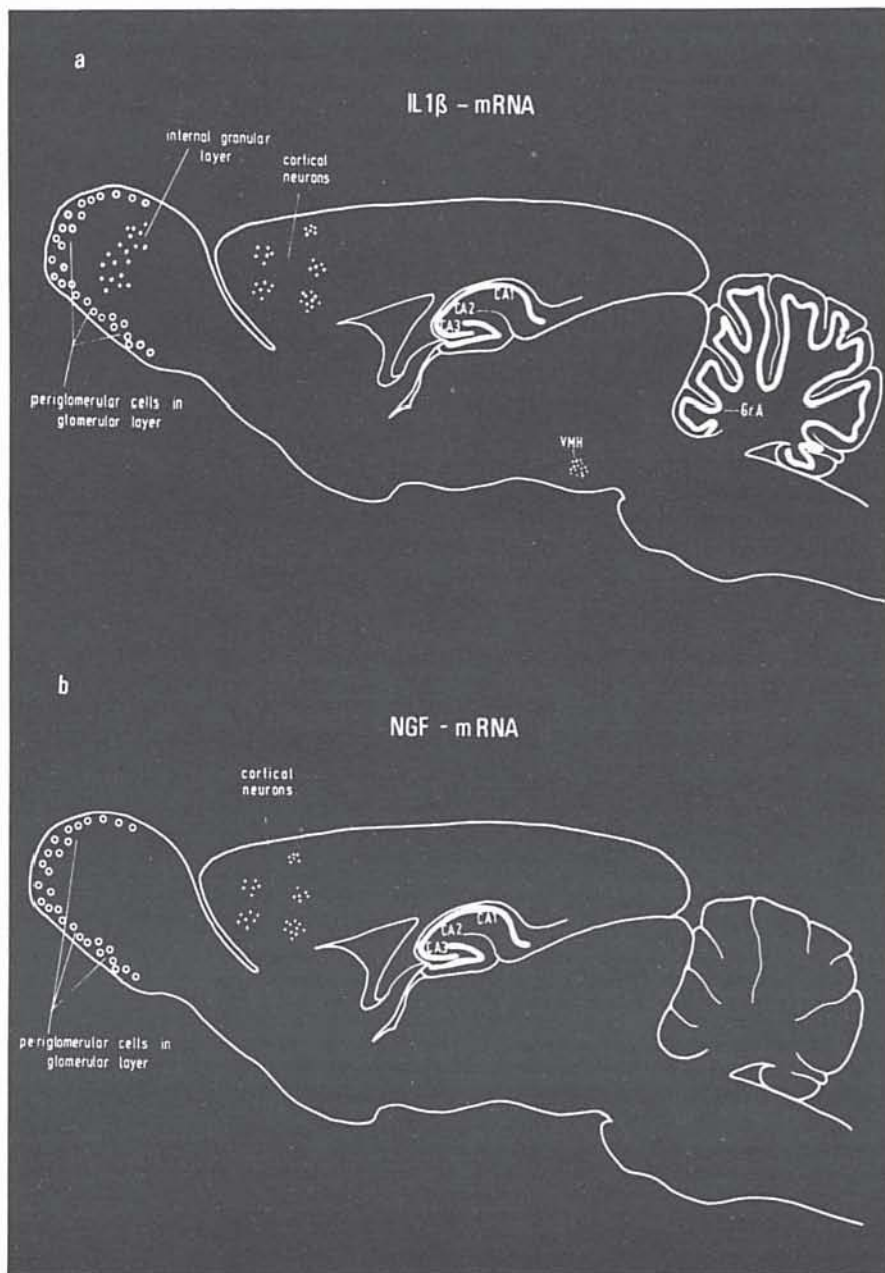 a
IL1β – mRNA
internal granular
layer
cortical
neurons
CA1
CA2
CA3
GrA
VMH
periglomerular cells in
glomerular layer
b
NGF - mRNA
cortical
neurons
CA1
CA2
CA3
periglomerular cells in
glomerular layer